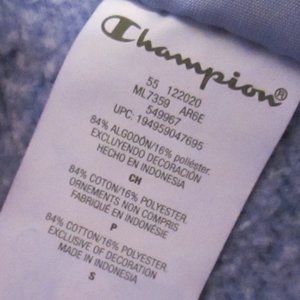 Champion®
55 122020
ML7359 AR6E
549967
UPC: 194959047695
84% ALGODÓN/16% poliéster
EXCLUYENDO DECORACIÓN
HECHO EN INDONESIA
CH
84% COTON/16% POLYESTER
ORNEMENTS NON COMPRIS
FABRIQUÉ EN INDONÉSIE
P
84% COTTON/16% POLYESTER
EXCLUSIVE OF DECORATION
MADE IN INDONESIA
S